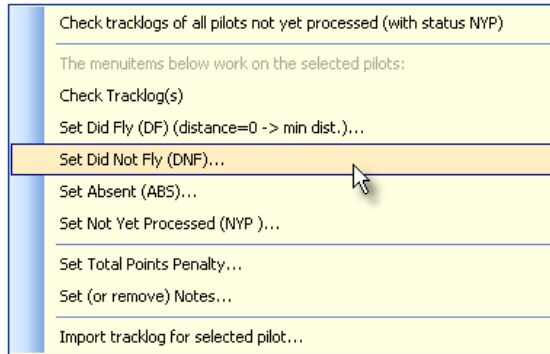 Check tracklogs of all pilots not yet processed (with status NYP)
The menuitems below work on the selected pilots:
Check Tracklog(s)
Set Did Fly (DF) (distance=0 -> min dist.)...
Set Did Not Fly (DNF)...
Set Absent (ABS)...
Set Not Yet Processed (NYP )...
Set Total Points Penalty...
Set (or remove) Notes...
Import tracklog for selected pilot...